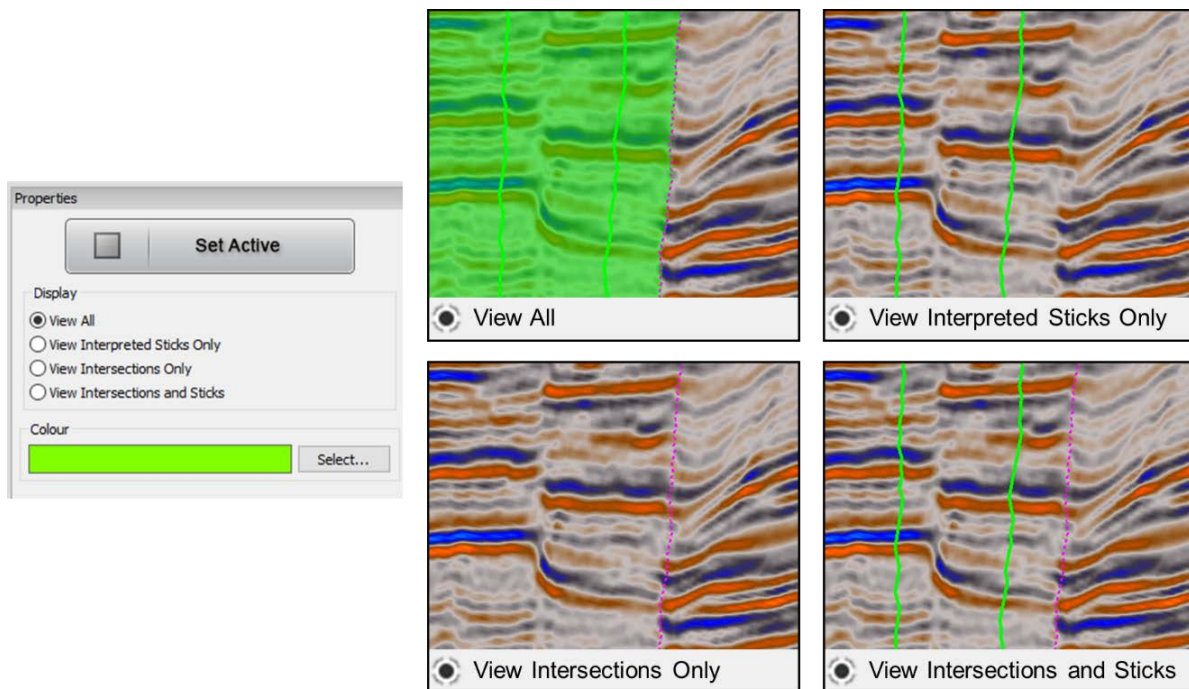 Properties
Set Active
Display
View All
View Interpreted Sticks Only
View Intersections Only
View Intersections and Sticks
Colour
Select...
View All
View Interpreted Sticks Only
View Intersections Only
View Intersections and Sticks